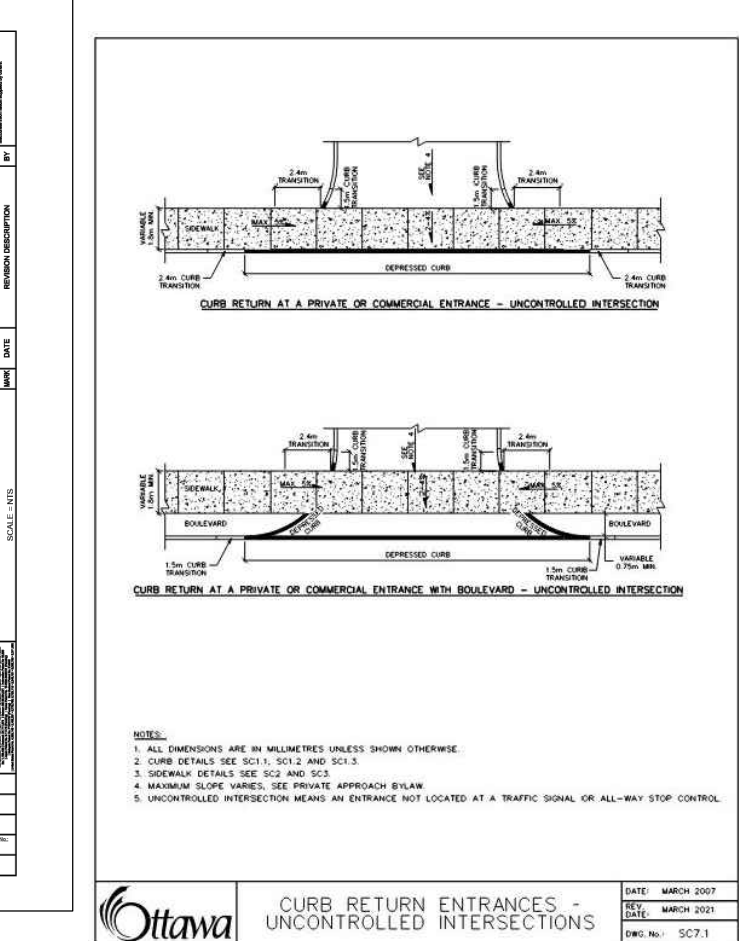 BY
REVISION DESCRIPTION
DATE
MARK
SCALE = NTS
No.:
2.4m
TRANSITION
1.5m CURB
TRANSITION
SEE
NOTE 4
1.5m CURB
TRANSITION
2.4m
TRANSITION
VARIABLE
1.8m MIN.
SIDEWALK
MAX 5%
MAX 5%
DEPRESSED CURB
2.4m CURB
TRANSITION
2.4m CURB
TRANSITION
CURB RETURN AT A PRIVATE OR COMMERCIAL ENTRANCE - UNCONTROLLED INTERSECTION
2.4m
TRANSITION
1.5m CURB
TRANSITION
SEE
NOTE 4
1.5m CURB
TRANSITION
2.4m
TRANSITION
VARIABLE
1.8m MIN.
SIDEWALK
MAX 5%
MAX 5%
BOULEVARD
DEPRESSED
CURB
DEPRESSED
CURB
BOULEVARD
DEPRESSED CURB
1.5m CURB
TRANSITION
1.5m CURB
TRANSITIOIN
VARIABLE
0.75m MIN.
CURB RETURN AT A PRIVATE OR COMMERCIAL ENTRANCE WITH BOULEVARD - UNCONTROLLED INTERSECTION
NOTES:
1. ALL DIMENSIONS ARE IN MILLIMETRES UNLESS SHOWN OTHERWISE.
2. CURB DETAILS SEE SC1.1, SC1.2 AND SC1.3.
3. SIDEWALK DETAILS SEE SC2 AND SC3.
4. MAXIMUM SLOPE VARIES, SEE PRIVATE APPROACH BYLAW.
5. UNCONTROLLED INTERSECTION MEANS AN ENTRANCE NOT LOCATED AT A TRAFFIC SIGNAL OR ALL-WAY STOP CONTROL.
Ottawa
CURB RETURN ENTRANCES -
UNCONTROLLED INTERSECTIONS
DATE: MARCH 2007
REV. DATE: MARCH 2021
DWG. No.: SC7.1